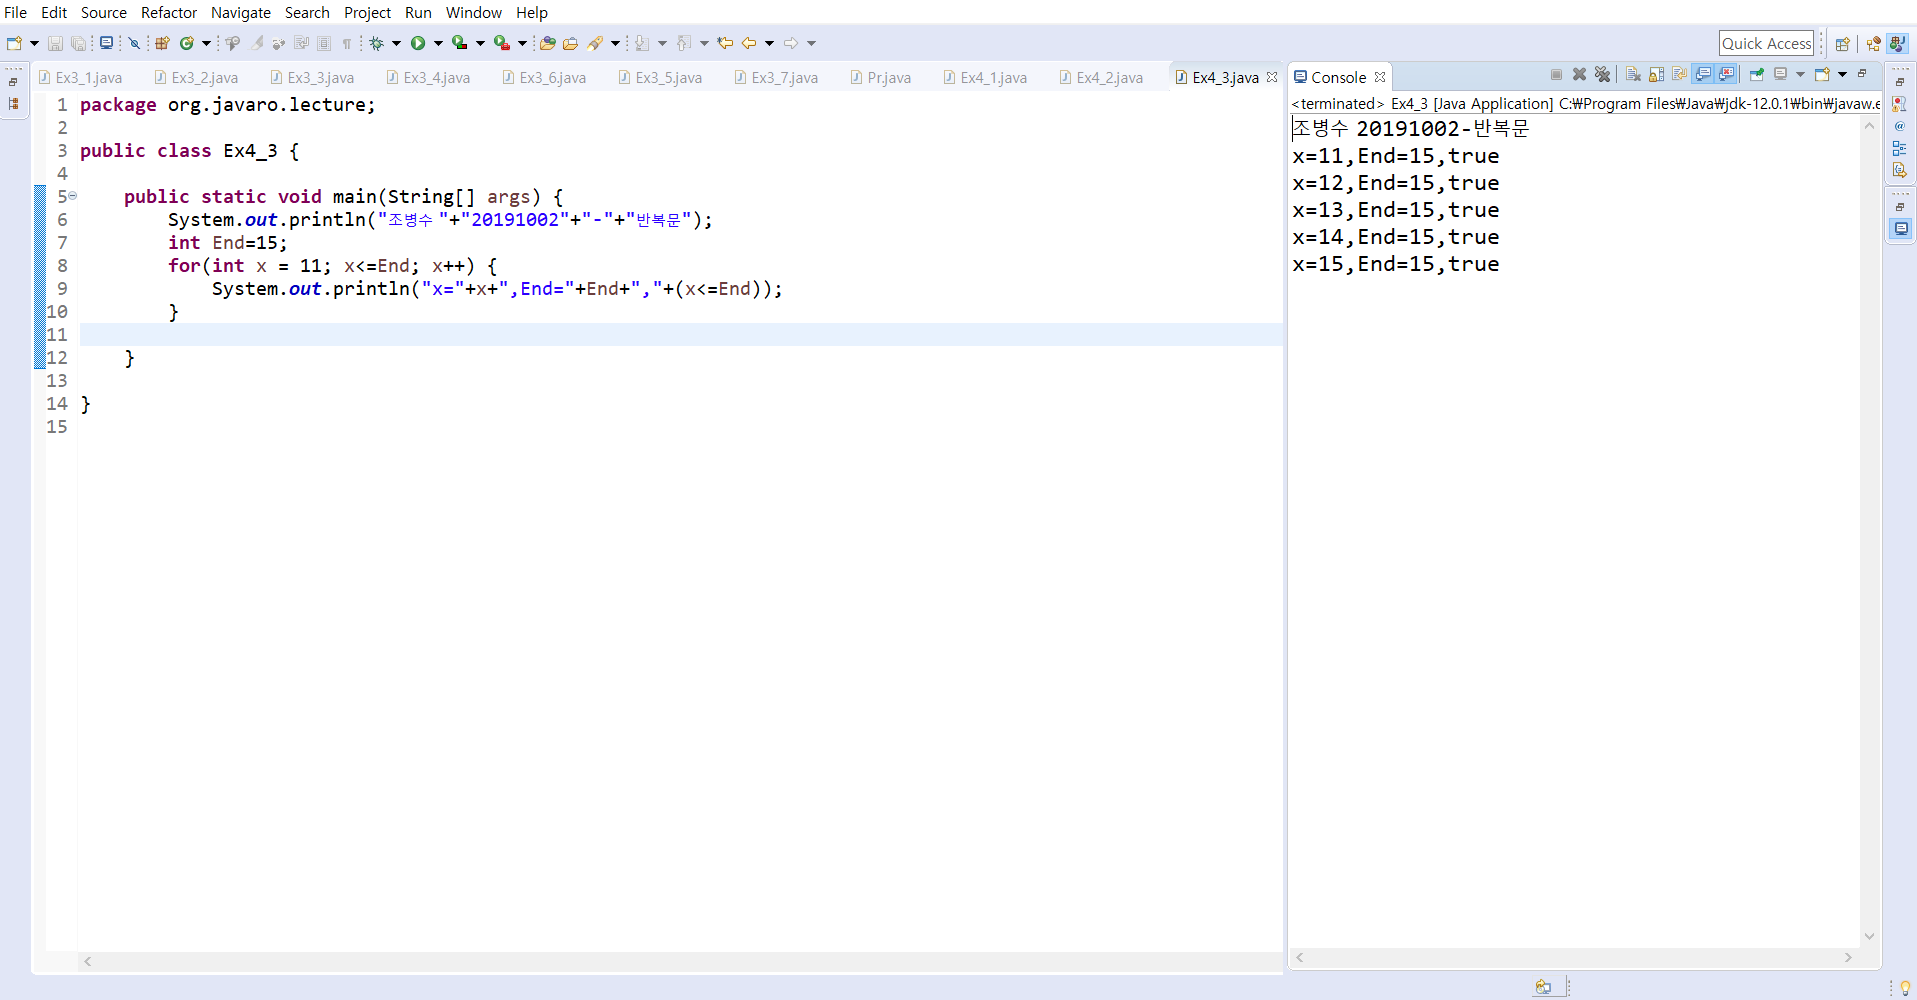 File Edit Source Refactor Navigate Search Project Run Window Help
Quick Access
Ex3_1.java Ex3_2.java Ex3_3.java Ex3_4.java Ex3_6.java Ex3_5.java Ex3_7.java Pr.java Ex4_1.java Ex4_2.java Ex4_3.java
1 package org.javaro.lecture;
2
3 public class Ex4_3 {
4
5 public static void main(String[] args) {
6 System.out.println("조병수 "+"20191002"+"-"+"반복문");
7 int End=15;
8 for(int x = 11; x<=End; x++) {
9 System.out.println("x="+x+",End="+End+","+(x<=End));
10 }
11
12 }
13
14 }
15
Console
<terminated> Ex4_3 [Java Application] C:₩Program Files₩Java₩jdk-12.0.1₩bin₩javaw.e
조병수 20191002-반복문
x=11,End=15,true
x=12,End=15,true
x=13,End=15,true
x=14,End=15,true
x=15,End=15,true